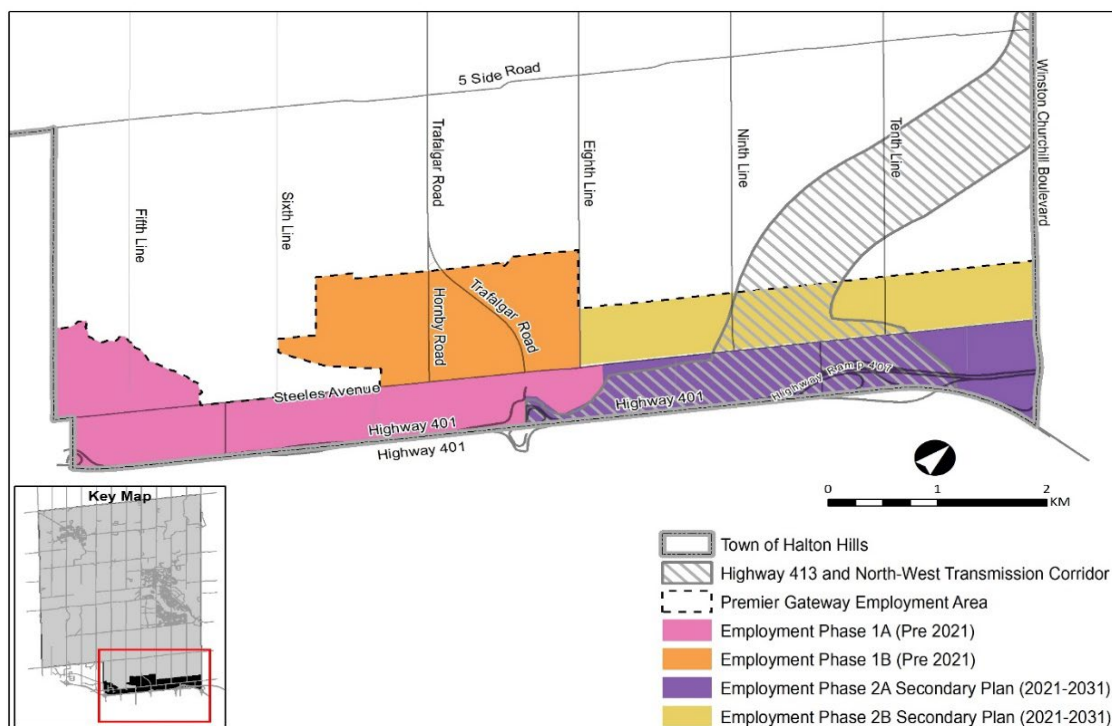 5 Side Road
Winston Churchill Boulevard
Trafalgar Road
Eighth Line
Ninth Line
Tenth Line
Sixth Line
Fifth Line
Hornby Road
Trafalgar Road
Steeles Avenue
Highway Ramp 407
Highway 401
Highway 401
Highway 401
0 1 2
KM
Key Map
Town of Halton Hills
Highway 413 and North-West Transmission Corridor
Premier Gateway Employment Area
Employment Phase 1A (Pre 2021)
Employment Phase 1B (Pre 2021)
Employment Phase 2A Secondary Plan (2021-2031)
Employment Phase 2B Secondary Plan (2021-2031)